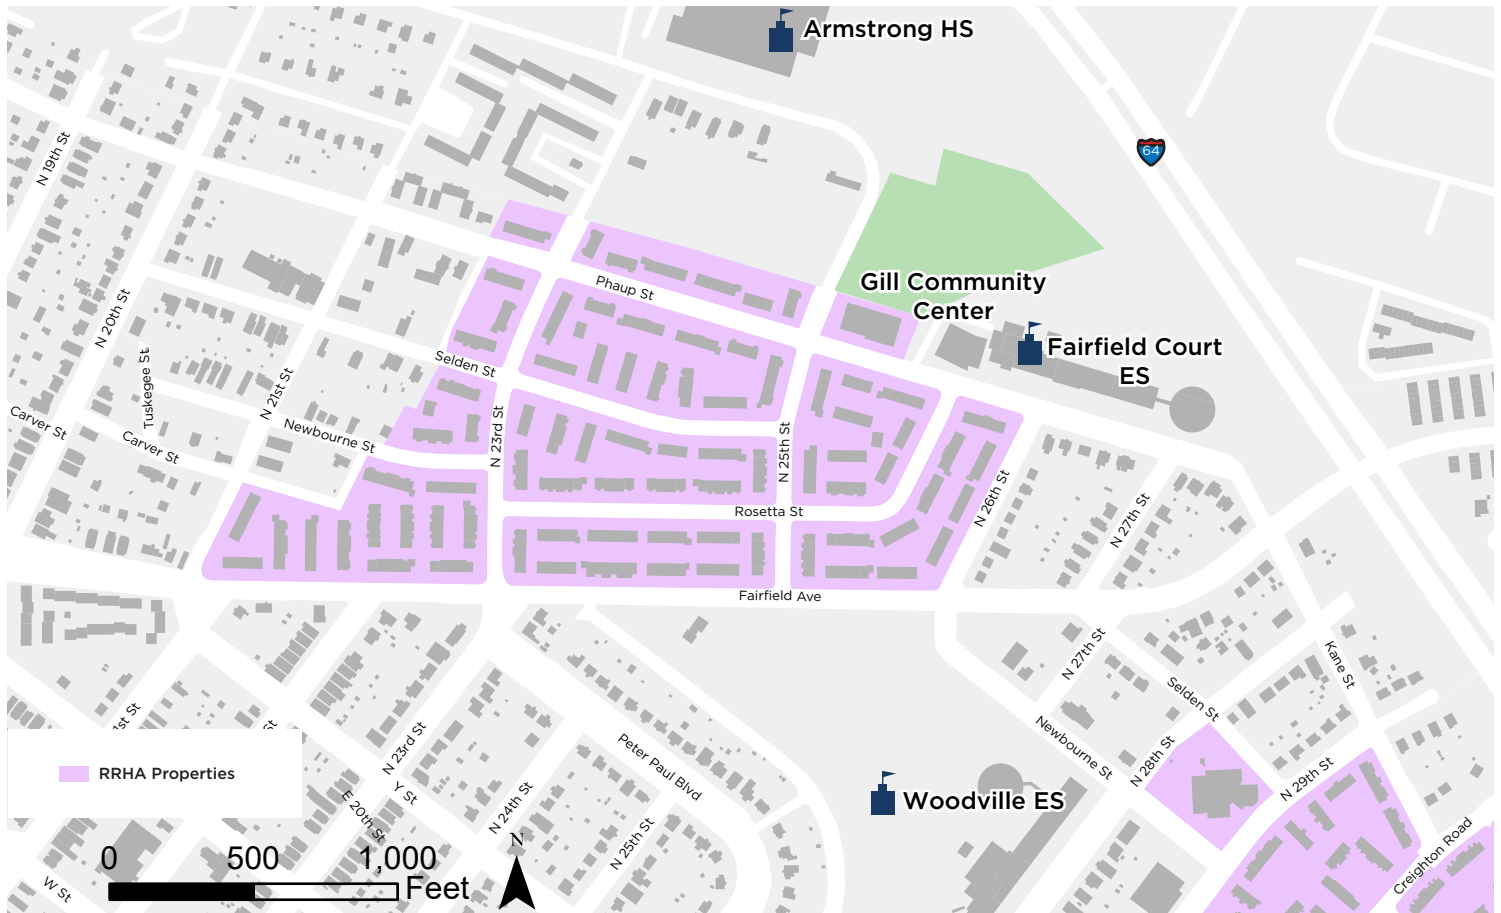 Armstrong HS
N 19th St
64
Gill Community
Center
Phaup St
N 20th St
Fairfield Court
ES
Tuskegee St
Selden St
N 21st St
Carver St
Carver St
Newbourne St
N 23rd St
N 25th St
N 26th St
N 27th St
Rosetta St
Fairfield Ave
N 27th St
Kane St
Selden St
1st St
St
N 23rd St
Newbourne St
N 28th St
Peter Paul Blvd
RRHA Properties
N 29th St
Y St
E 20th St
N 24th St
Woodville ES
N 25th St
Creighton Road
W St
N
0 500 1,000
Feet